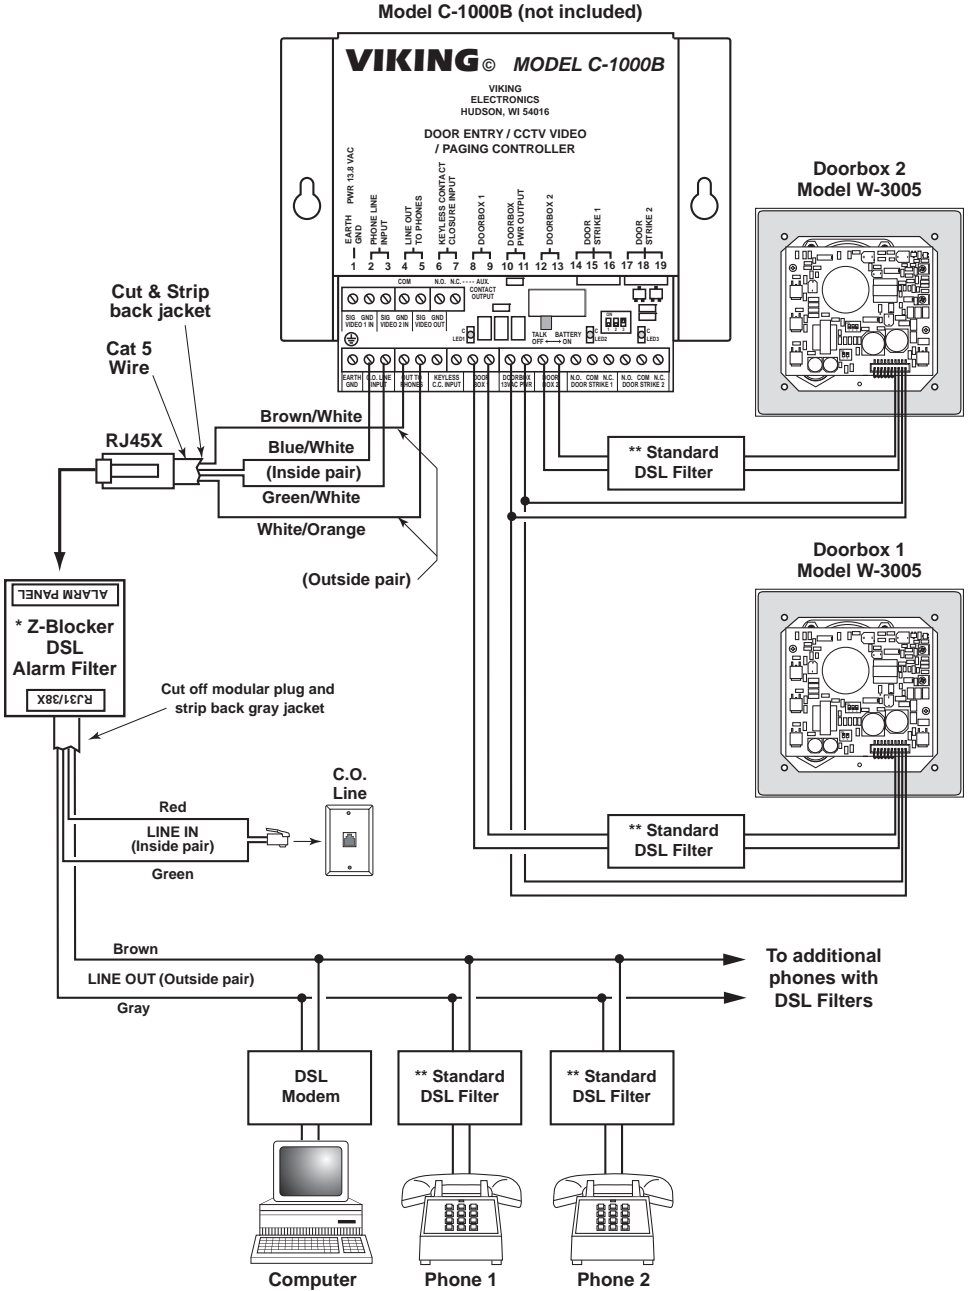 Model C-1000B (not included)
VIKING © MODEL C-1000B
VIKING
ELECTRONICS
HUDSON, WI 54016
DOOR ENTRY / CCTV VIDEO
/ PAGING CONTROLLER
PWR 13.8 VAC
EARTH
GND
PHONE LINE
INPUT
LINE OUT
TO PHONES
KEYLESS CONTACT
CLOSURE INPUT
DOORBOX 1
DOORBOX
PWR OUTPUT
DOORBOX 2
DOOR
STRIKE 1
DOOR
STRIKE 2
1 2 3 4 5 6 7 8 9 10 11 12 13 14 15 16 17 18 19
COM N.O. N.C. ---- AUX.
CONTACT
OUTPUT
SIG GND SIG GND SIG GND
VIDEO 1 IN VIDEO 2 IN VIDEO OUT
C
LED1
TALK BATTERY
OFF ON
C
LED2
ON
1 2 3
C
LED3
EARTH
GND
C.O. LINE
INPUT
OUT TO
PHONES
KEYLESS
C.C. INPUT
DOOR
BOX 1
DOORBOX
13VAC PWR
DOOR
BOX 2
N.O. COM N.C.
DOOR STRIKE 1
N.O. COM N.C.
DOOR STRIKE 2
Doorbox 2
Model W-3005
Cut & Strip
back jacket
Cat 5
Wire
RJ45X
Brown/White
Blue/White
(Inside pair)
Green/White
White/Orange
(Outside pair)
** Standard
DSL Filter
Doorbox 1
Model W-3005
ALARM PANEL
* Z-Blocker
DSL
Alarm Filter
RJ31/38X
Cut off modular plug and
strip back gray jacket
C.O.
Line
Red
LINE IN
(Inside pair)
Green
** Standard
DSL Filter
Brown
LINE OUT (Outside pair)
Gray
To additional
phones with
DSL Filters
DSL
Modem
** Standard
DSL Filter
** Standard
DSL Filter
Computer
Phone 1
Phone 2